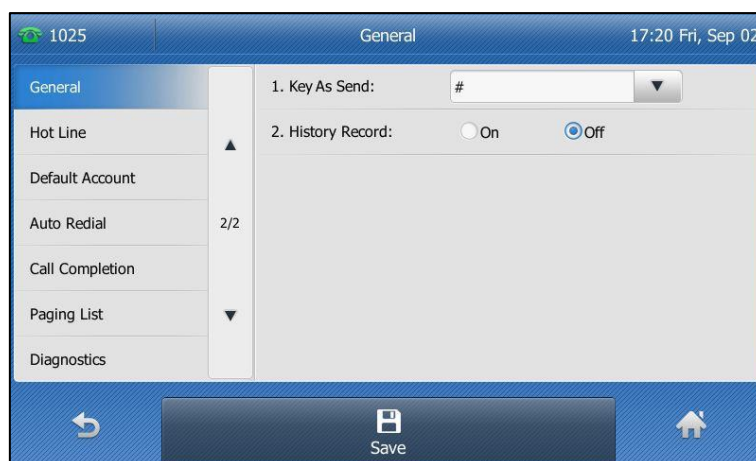 1025 General 17:20 Fri, Sep 02
General
Hot Line
Default Account
Auto Redial
Call Completion
Paging List
Diagnostics
2/2
1. Key As Send: #
2. History Record: On Off
Save